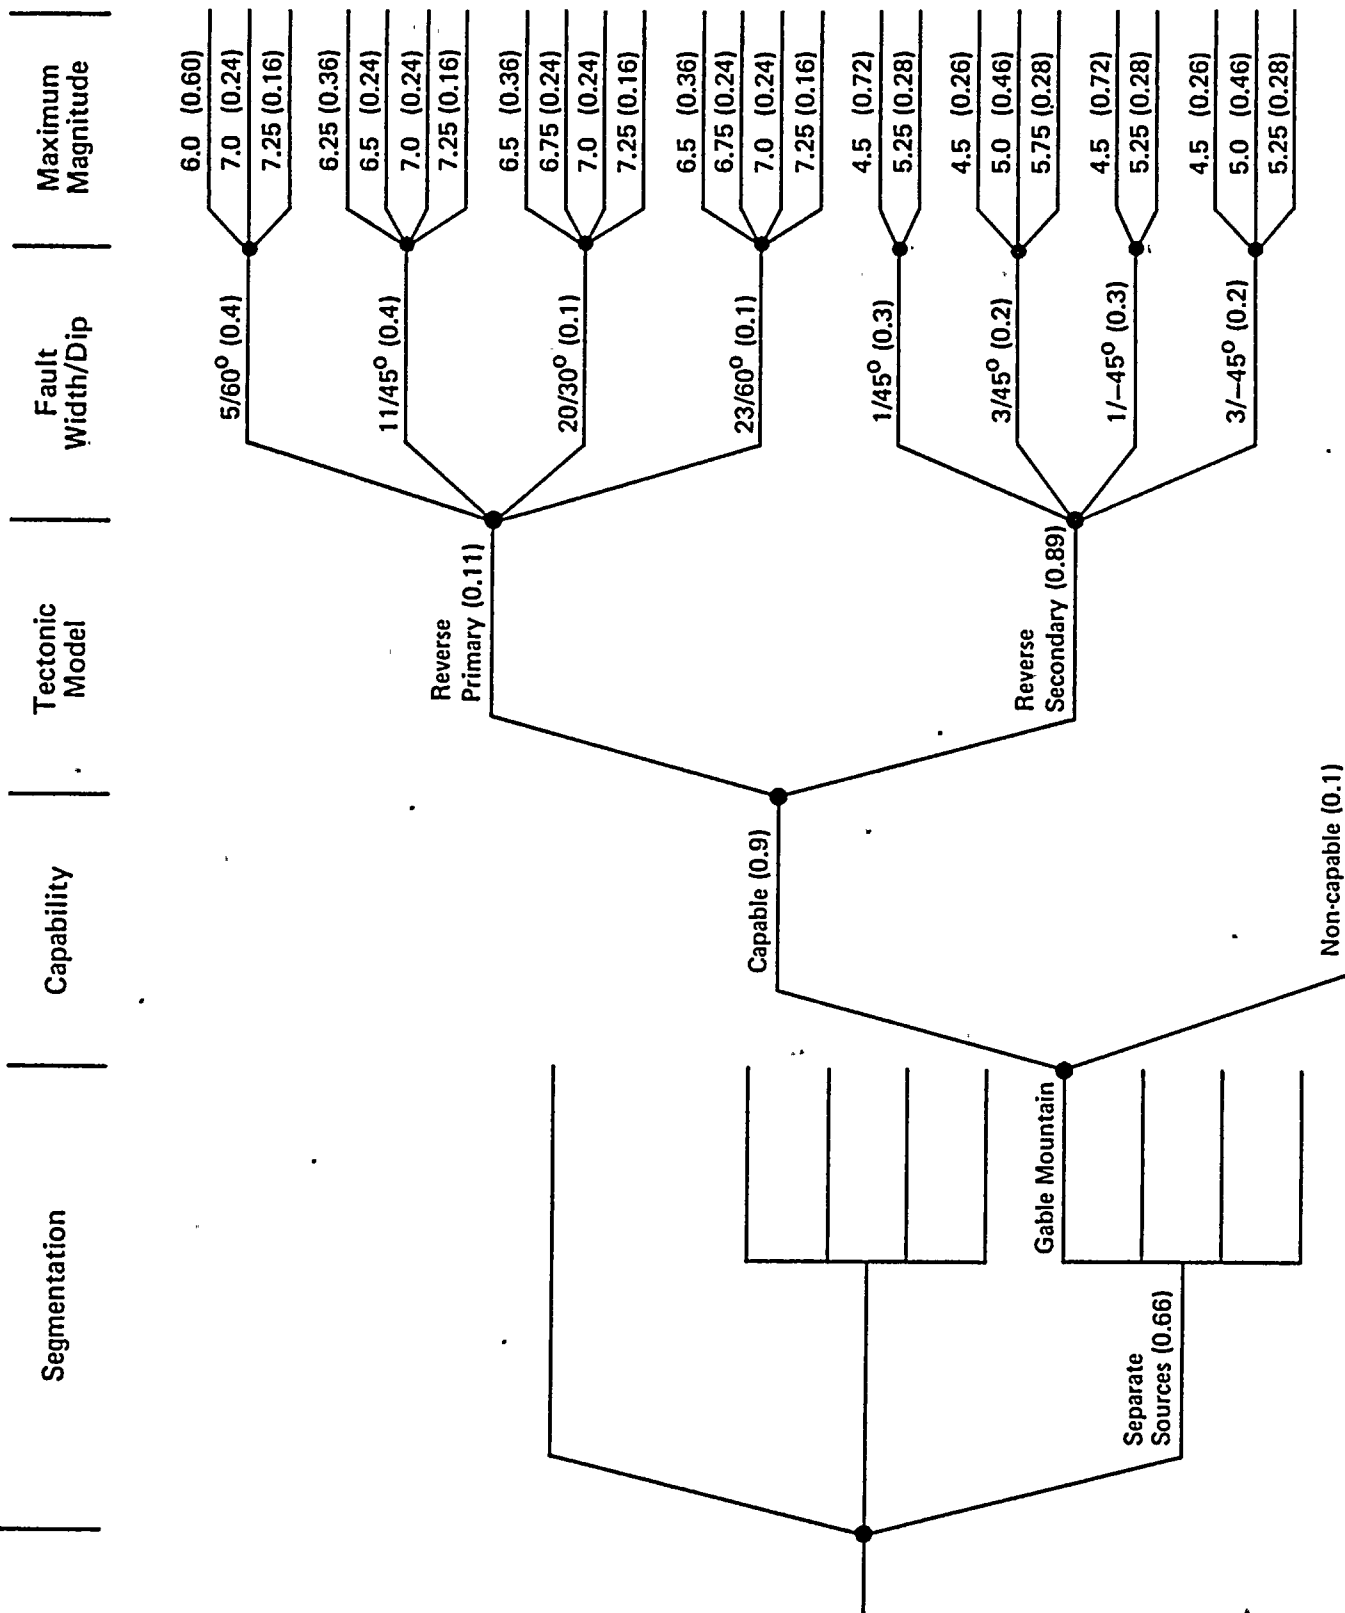 Segmentation
Capability
Tectonic
Model
Fault
Width/Dip
Maximum
Magnitude
Separate
Sources (0.66)
Gable Mountain
Capable (0.9)
Non-capable (0.1)
Reverse
Primary (0.11)
Reverse
Secondary (0.89)
5/60° (0.4)
11/45° (0.4)
20/30° (0.1)
23/60° (0.1)
1/45° (0.3)
3/45° (0.2)
1/–45° (0.3)
3/–45° (0.2)
6.0 (0.60)
7.0 (0.24)
7.25 (0.16)
6.25 (0.36)
6.5 (0.24)
7.0 (0.24)
7.25 (0.16)
6.5 (0.36)
6.75 (0.24)
7.0 (0.24)
7.25 (0.16)
6.5 (0.36)
6.75 (0.24)
7.0 (0.24)
7.25 (0.16)
4.5 (0.72)
5.25 (0.28)
4.5 (0.26)
5.0 (0.46)
5.75 (0.28)
4.5 (0.72)
5.25 (0.28)
4.5 (0.26)
5.0 (0.46)
5.25 (0.28)